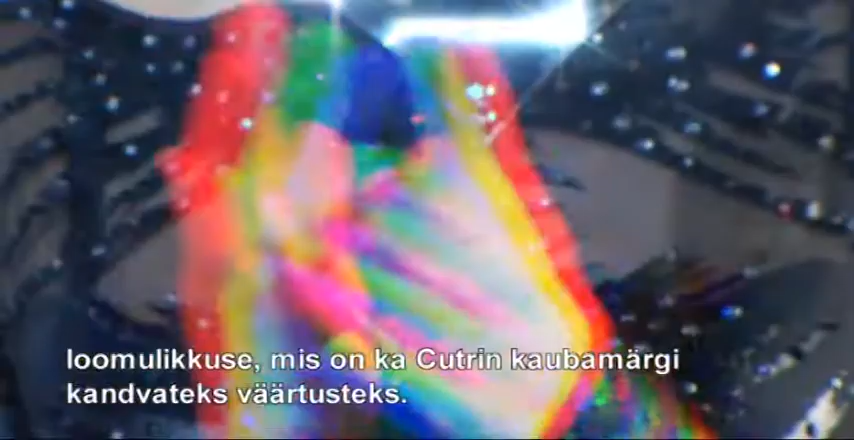 loomulikkuse, mis on ka Cutrin kaubamärgi
kandvateks väärtusteks.